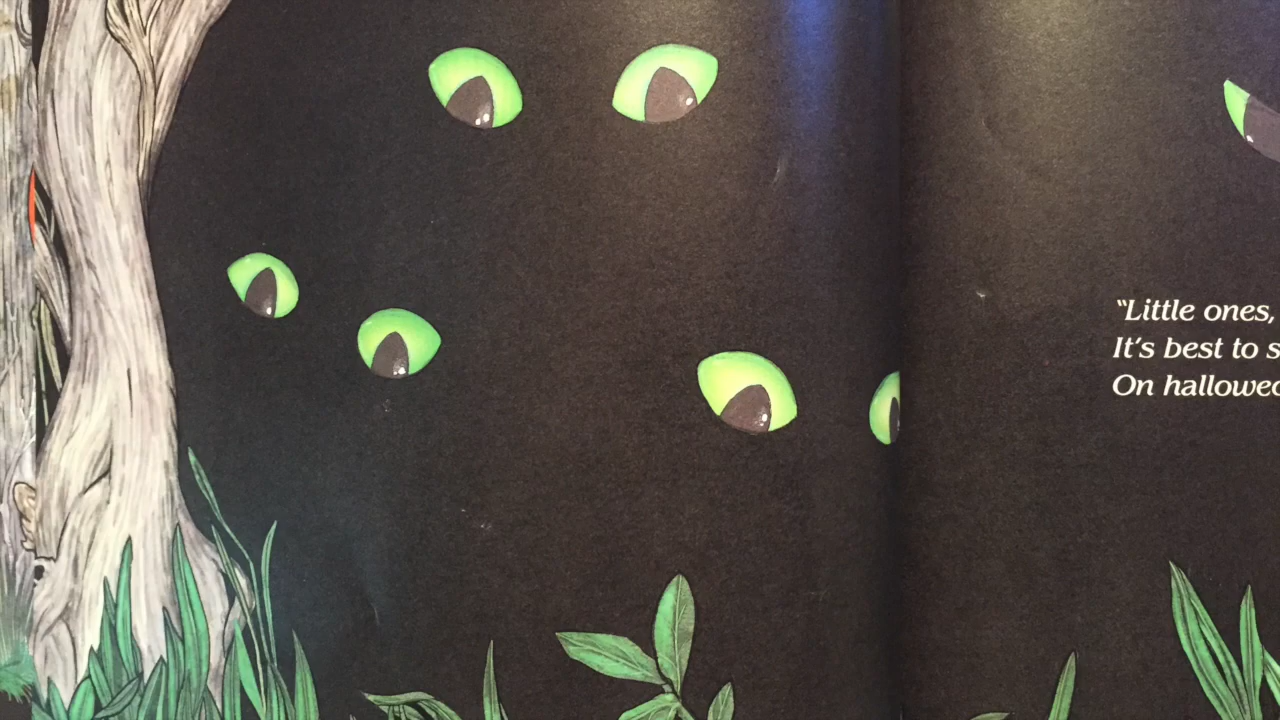 “Little ones,
It’s best to s
On hallowe